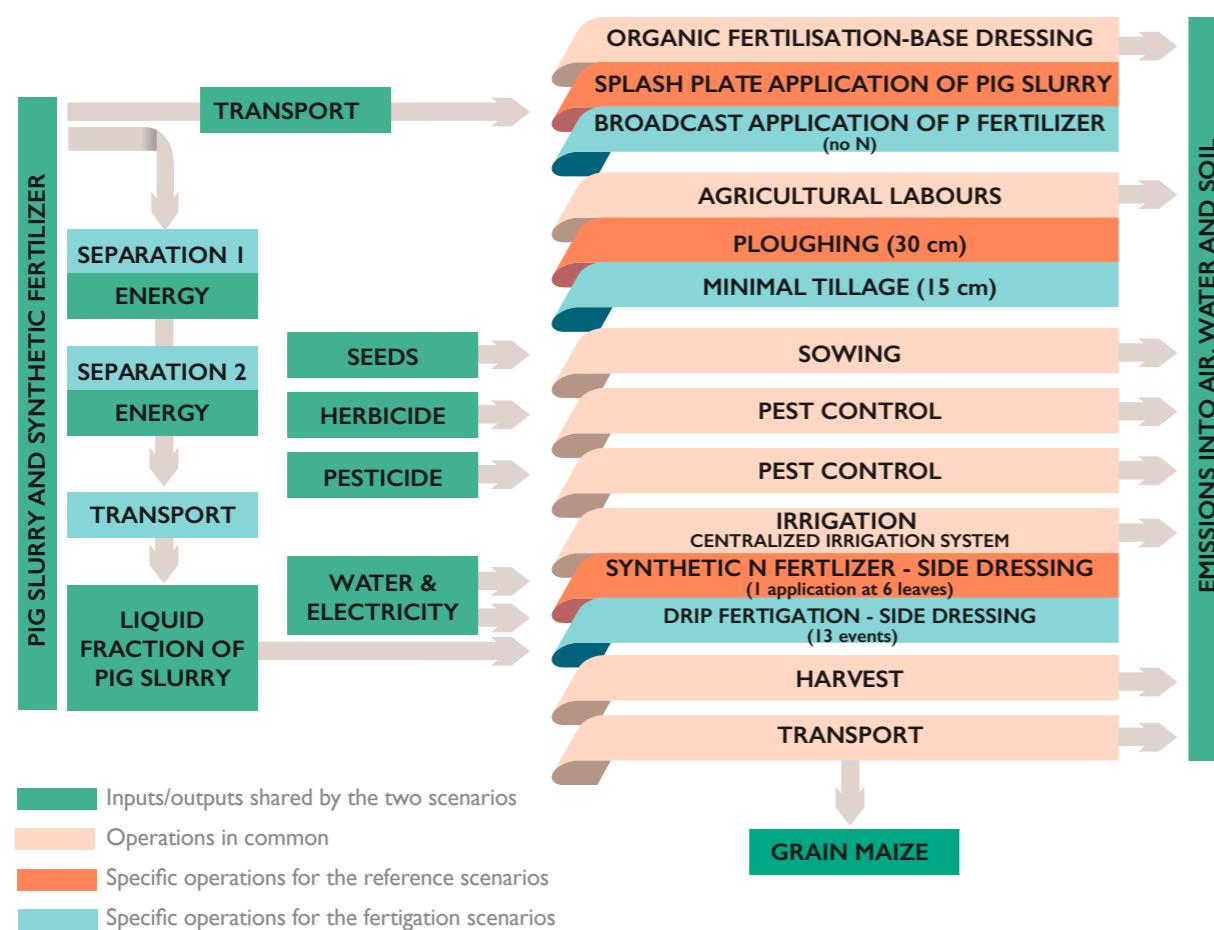 PIG SLURRY AND SYNTHETIC FERTILIZER
TRANSPORT
SEPARATION 1
ENERGY
SEPARATION 2
ENERGY
TRANSPORT
LIQUID
FRACTION OF
PIG SLURRY
SEEDS
HERBICIDE
PESTICIDE
WATER &
ELECTRICITY
ORGANIC FERTILISATION-BASE DRESSING
SPLASH PLATE APPLICATION OF PIG SLURRY
BROADCAST APPLICATION OF P FERTILIZER
(no N)
AGRICULTURAL LABOURS
PLOUGHING (30 cm)
MINIMAL TILLAGE (15 cm)
SOWING
PEST CONTROL
PEST CONTROL
IRRIGATION
CENTRALIZED IRRIGATION SYSTEM
SYNTHETIC N FERTLIZER - SIDE DRESSING
(1 application at 6 leaves)
DRIP FERTIGATION - SIDE DRESSING
(13 events)
HARVEST
TRANSPORT
GRAIN MAIZE
EMISSIONS INTO AIR, WATER AND SOIL
Inputs/outputs shared by the two scenarios
Operations in common
Specific operations for the reference scenarios
Specific operations for the fertigation scenarios